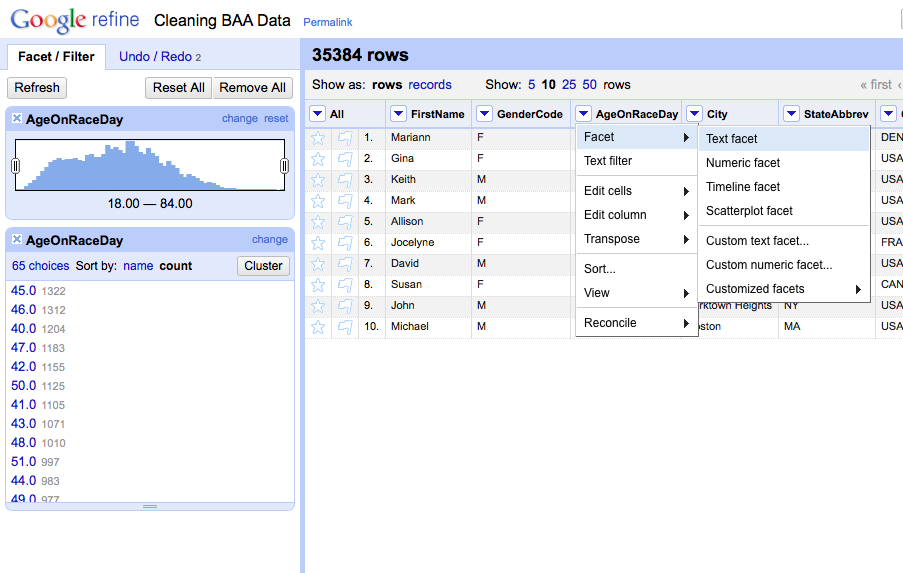 Google refine Cleaning BAA Data Permalink
Facet / Filter Undo / Redo 2
35384 rows
Refresh Reset All Remove All
Show as: rows records Show: 5 10 25 50 rows « first ‹
AgeOnRaceDay change reset
18.00 — 84.00
AgeOnRaceDay change
65 choices Sort by: name count Cluster
45.0 1322
46.0 1312
40.0 1204
47.0 1183
42.0 1155
50.0 1125
41.0 1105
43.0 1071
48.0 1010
51.0 997
44.0 983
49.0 977
All FirstName GenderCode AgeOnRaceDay City StateAbbrev
1. Mariann F DEN
2. Gina F USA
3. Keith M USA
4. Mark M USA
5. Allison F USA
6. Jocelyne F FRA
7. David M USA
8. Susan F CAN
9. John M rktown Heights NY USA
10. Michael M ston MA USA
Facet
Text filter
Edit cells
Edit column
Transpose
Sort...
View
Reconcile
Text facet
Numeric facet
Timeline facet
Scatterplot facet
Custom text facet...
Custom numeric facet...
Customized facets